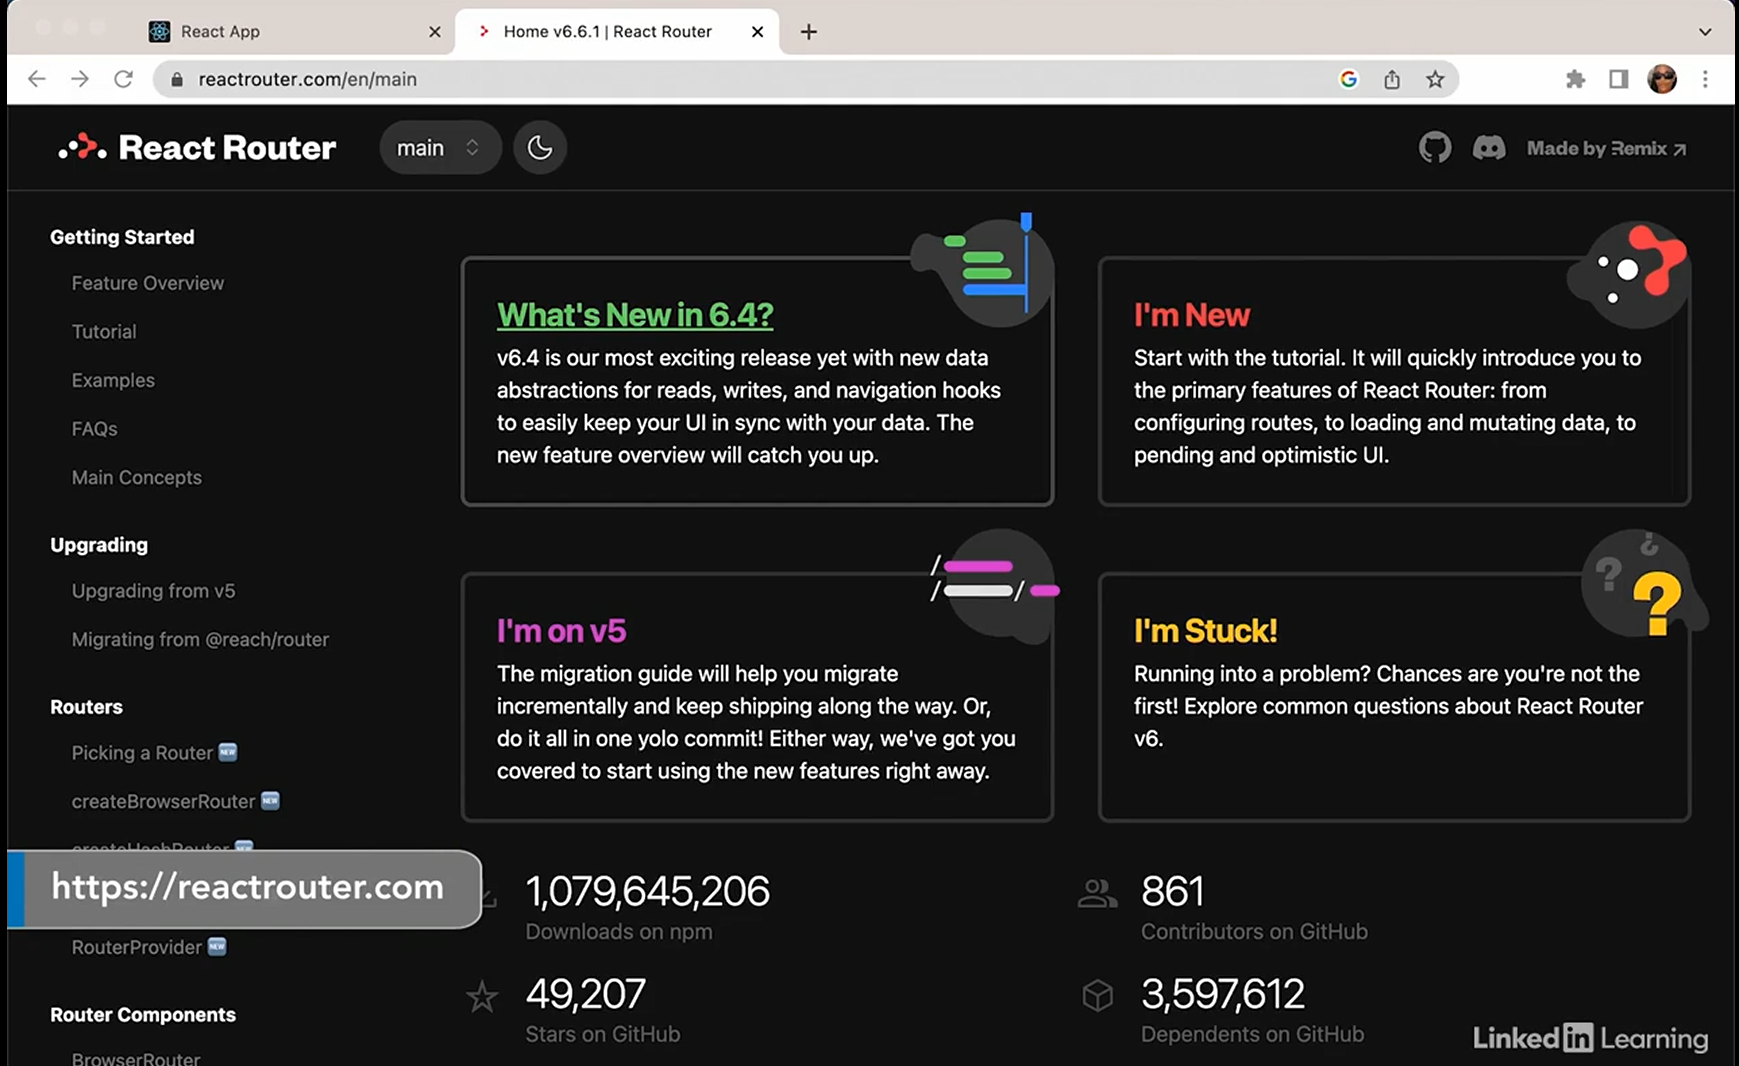 React App
Home v6.6.1 | React Router
reactrouter.com/en/main
React Router
main
Made by Remix
Getting Started
Feature Overview
Tutorial
Examples
FAQs
Main Concepts
Upgrading
Upgrading from v5
Migrating from @reach/router
Routers
Picking a Router NEW
createBrowserRouter NEW
createHashRouter NEW
https://reactrouter.com
RouterProvider NEW
Router Components
BrowserRouter
What's New in 6.4?
v6.4 is our most exciting release yet with new data
abstractions for reads, writes, and navigation hooks
to easily keep your UI in sync with your data. The
new feature overview will catch you up.
I'm New
Start with the tutorial. It will quickly introduce you to
the primary features of React Router: from
configuring routes, to loading and mutating data, to
pending and optimistic UI.
I'm on v5
The migration guide will help you migrate
incrementally and keep shipping along the way. Or,
do it all in one yolo commit! Either way, we've got you
covered to start using the new features right away.
I'm Stuck!
Running into a problem? Chances are you're not the
first! Explore common questions about React Router
v6.
1,079,645,206
Downloads on npm
861
Contributors on GitHub
49,207
Stars on GitHub
3,597,612
Dependents on GitHub
LinkedIn Learning